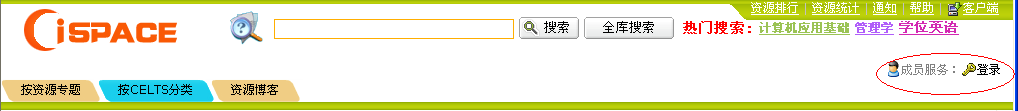 资源排行 | 资源统计 | 通知 | 帮助 | 客户端
iSPACE
搜索 全库搜索 热门搜索：计算机应用基础 管理学 学位英语
成员服务：登录
按资源专题 按CELTS分类 资源博客